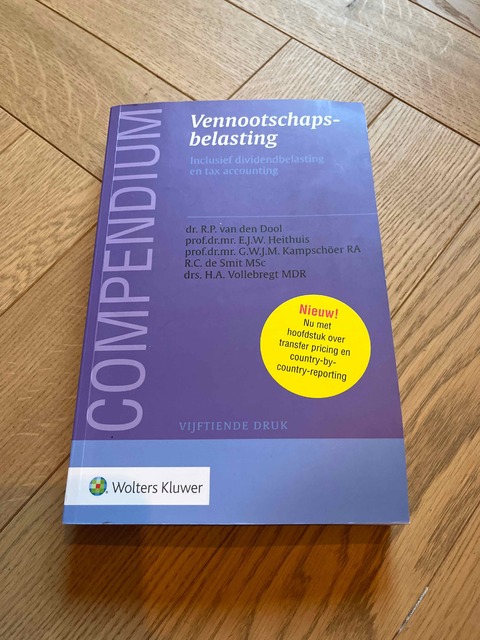 COMPENDIUM
Vennootschaps-
belasting
Inclusief dividendbelasting
en tax accounting
dr. R.P. van den Dool
prof.dr.mr. E.J.W. Heithuis
prof.dr.mr. G.W.J.M. Kampschöer RA
R.C. de Smit MSc
drs. H.A. Vollebregt MDR
Nieuw!
Nu met
hoofdstuk over
transfer pricing en
country-by-
country-reporting
VIJFTIENDE DRUK
Wolters Kluwer